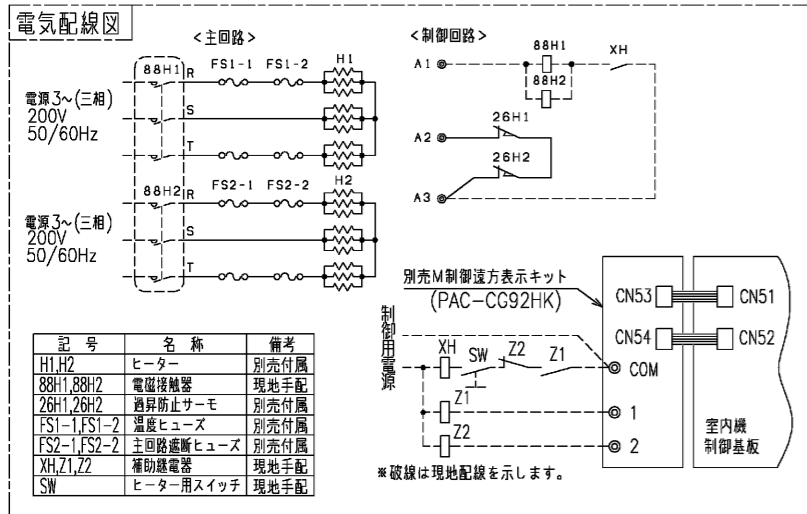 電気配線図
<主回路>
88H1 R FS1-1 FS1-2 H1
電源3~(三相)
200V
50/60Hz
S
T
88H2 R FS2-1 FS2-2 H2
電源3~(三相)
200V
50/60Hz
S
T
<制御回路>
A1 88H1 XH
88H2
A2 26H1
26H2
A3
別売M制御遠方表示キット
(PAC-CG92HK)
制御用電源
CN53 CN51
CN54 CN52
XH SW Z2 Z1 COM
Z1 1
Z2 2
室内機
制御基板
※破線は現地配線を示します。
記号 名称 備考
H1,H2 ヒーター 別売付属
88H1,88H2 電磁接触器 現地手配
26H1,26H2 過昇防止サーモ 別売付属
FS1-1,FS1-2 温度ヒューズ 別売付属
FS2-1,FS2-2 主回路遮断ヒューズ 別売付属
XH,Z1,Z2 補助継電器 現地手配
SW ヒーター用スイッチ 現地手配